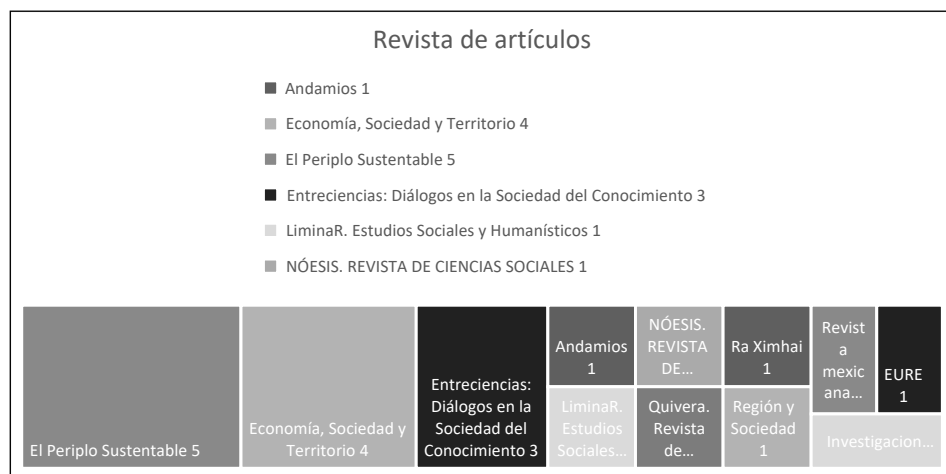 Revista de artículos
Andamios 1
Economía, Sociedad y Territorio 4
El Periplo Sustentable 5
Entreciencias: Diálogos en la Sociedad del Conocimiento 3
LiminaR. Estudios Sociales y Humanísticos 1
NÓESIS. REVISTA DE CIENCIAS SOCIALES 1
El Periplo Sustentable 5
Economía, Sociedad y
Territorio 4
Entreciencias:
Diálogos en la
Sociedad del
Conocimiento 3
Andamios
1
LiminaR.
Estudios
Sociales…
NÓESIS.
REVISTA
DE…
Quivera.
Revista
de…
Ra Ximhai
1
Región y
Sociedad
1
Revist
a
mexic
ana…
EURE
1
Investigacion…